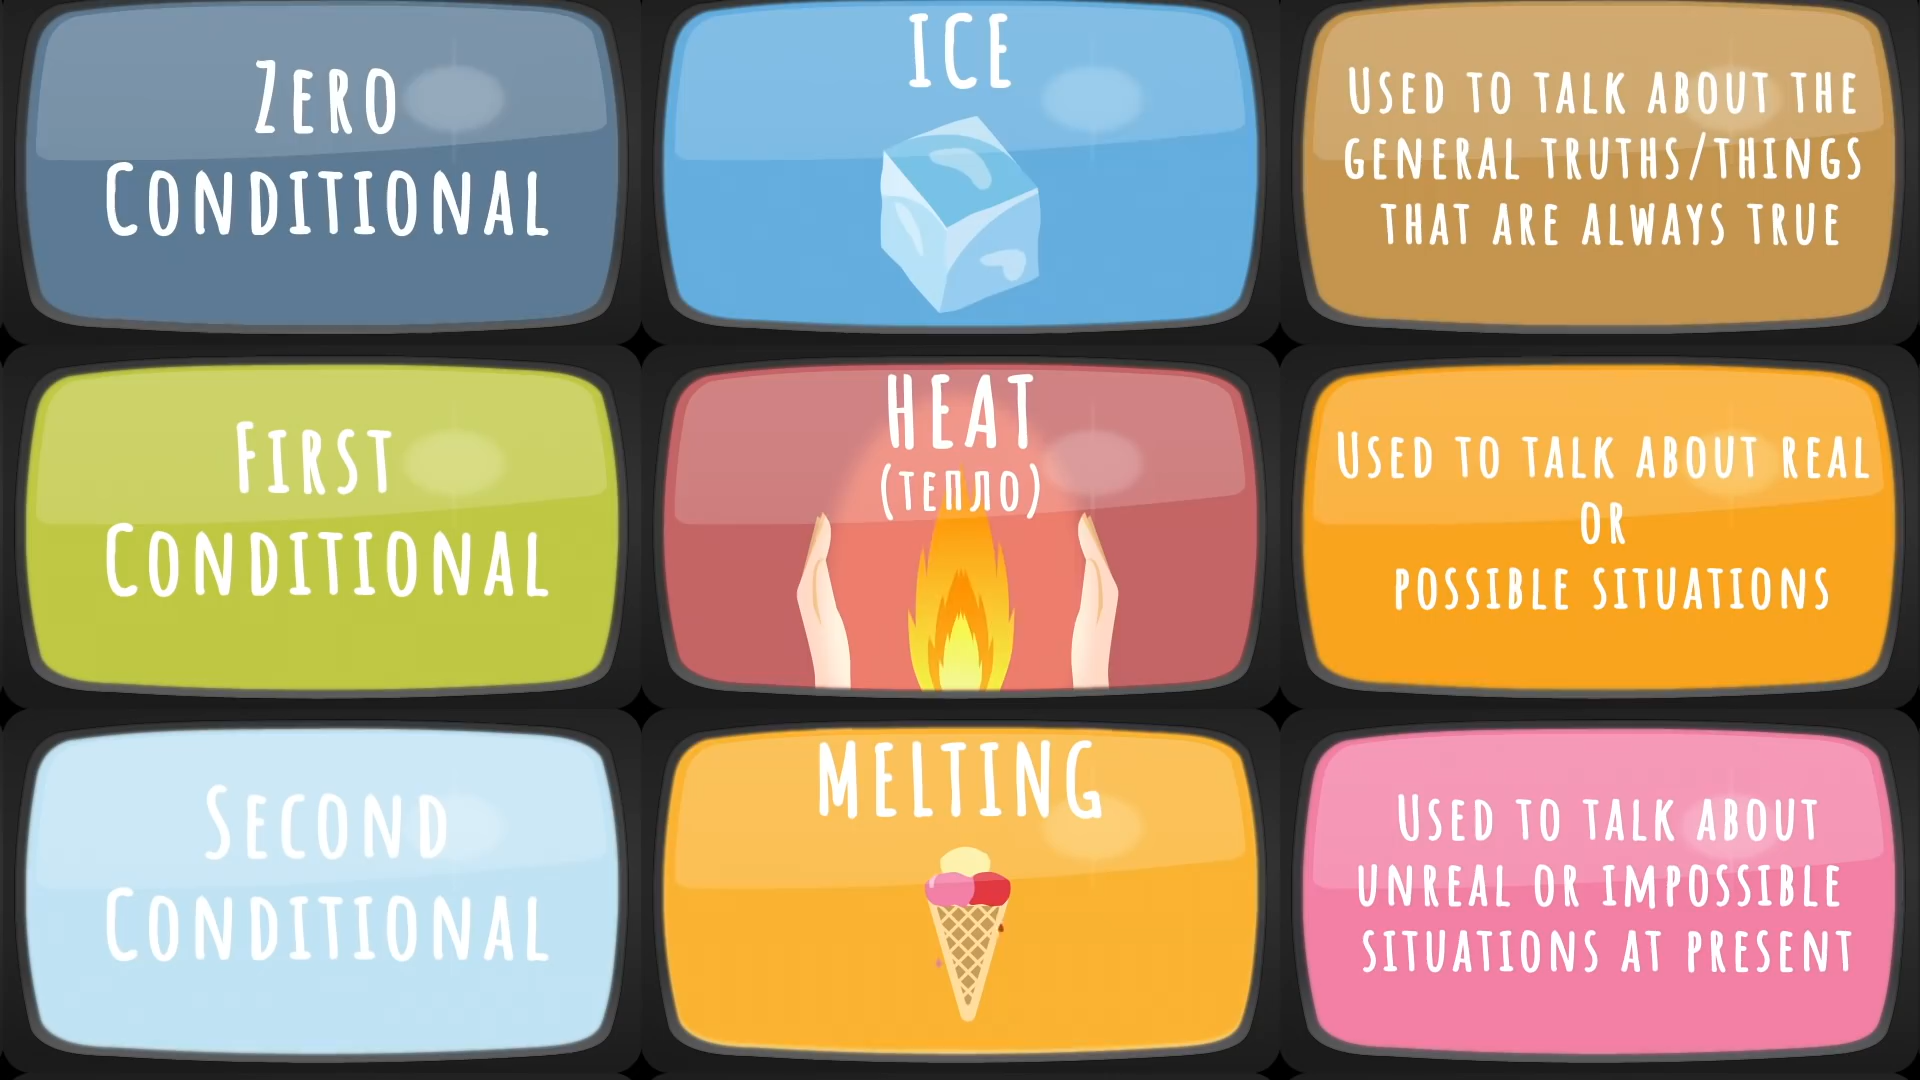 Zero
Conditional
ICE
Used to talk about the
general truths/things
that are always true
First
Conditional
HEAT
(тепло)
Used to talk about real
or
possible situations
Second
Conditional
MELTING
Used to talk about
unreal or impossible
situations at present